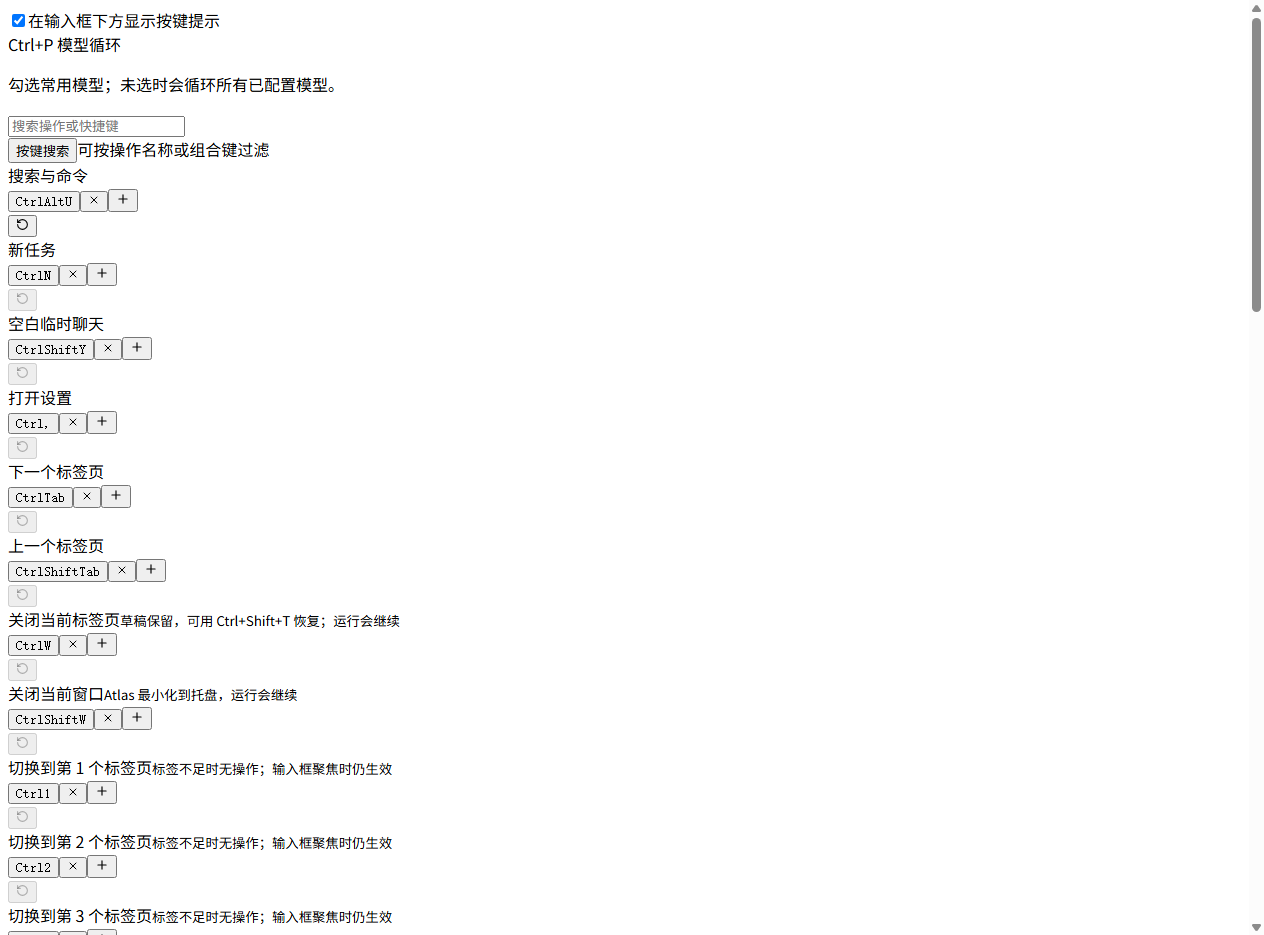 在输入框下方显示按键提示
Ctrl+P 模型循环
勾选常用模型；未选时会循环所有已配置模型。
搜索操作或快捷键
按键搜索可按操作名称或组合键过滤
搜索与命令
CtrlAltU × +
新任务
CtrlN × +
空白临时聊天
CtrlShiftY × +
打开设置
Ctrl, × +
下一个标签页
CtrlTab × +
上一个标签页
CtrlShiftTab × +
关闭当前标签页草稿保留，可用 Ctrl+Shift+T 恢复；运行会继续
CtrlW × +
关闭当前窗口Atlas 最小化到托盘，运行会继续
CtrlShiftW × +
切换到第 1 个标签页标签不足时无操作；输入框聚焦时仍生效
Ctrl1 × +
切换到第 2 个标签页标签不足时无操作；输入框聚焦时仍生效
Ctrl2 × +
切换到第 3 个标签页标签不足时无操作；输入框聚焦时仍生效